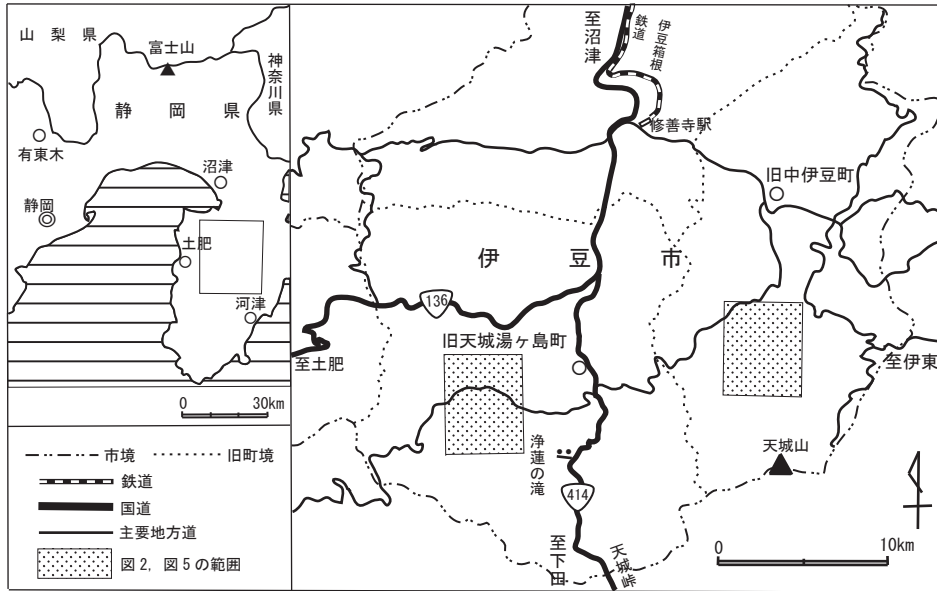 山梨県
富士山
神奈川県
静岡県
有東木
沼津
静岡
土肥
河津
0 30km
市境
旧町境
鉄道
国道
主要地方道
図2, 図5の範囲
至沼津
伊豆箱根
鉄道
修善寺駅
旧中伊豆町
伊豆市
136
旧天城湯ヶ島町
至土肥
至伊東
浄蓮の滝
天城山
414
至下田
天城峠
0 10km